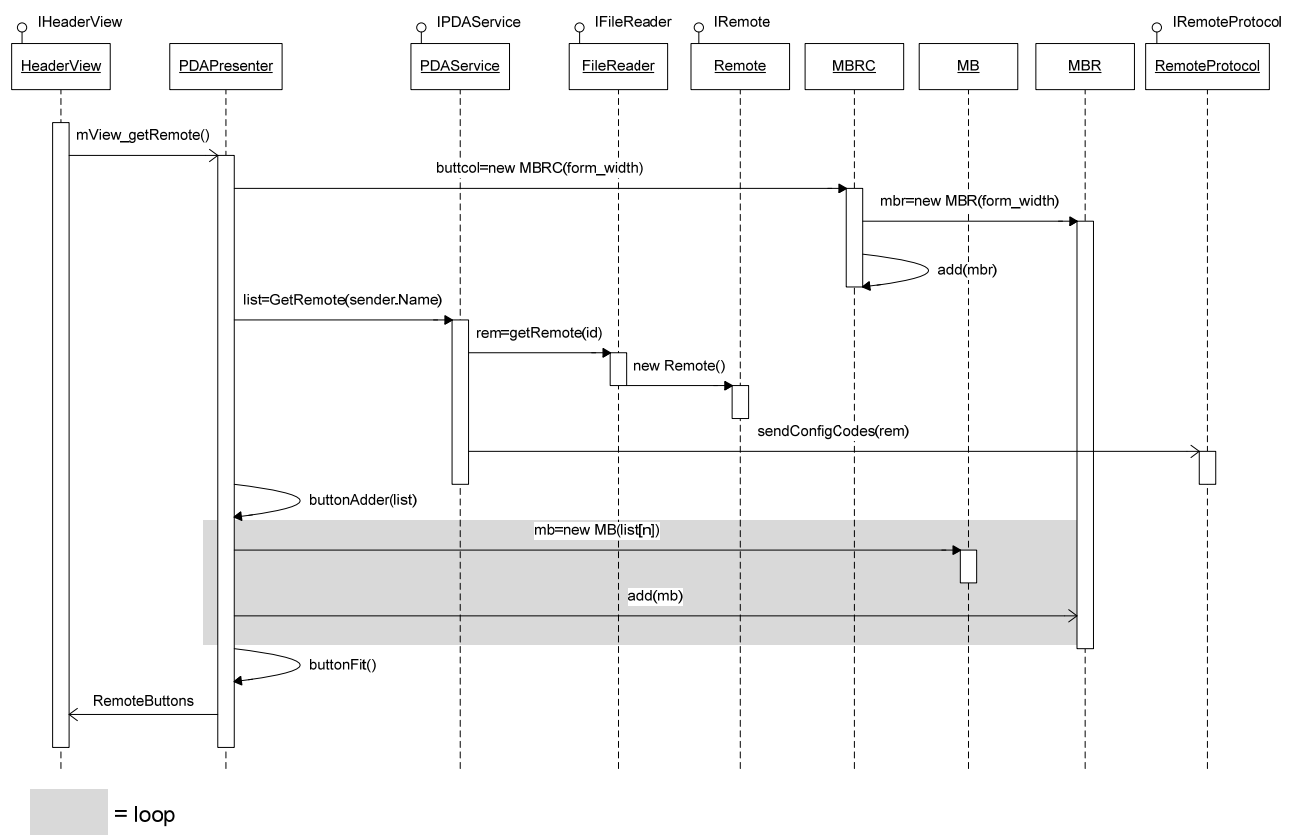 IHeaderView
IPDAService
IFileReader
IRemote
IRemoteProtocol
HeaderView
PDAPresenter
PDAService
FileReader
Remote
MBRC
MB
MBR
RemoteProtocol
mView_getRemote()
buttcol=new MBRC(form_width)
mbr=new MBR(form_width)
add(mbr)
list=GetRemote(sender.Name)
rem=getRemote(id)
new Remote()
sendConfigCodes(rem)
buttonAdder(list)
mb=new MB(list[n])
add(mb)
buttonFit()
RemoteButtons
= loop